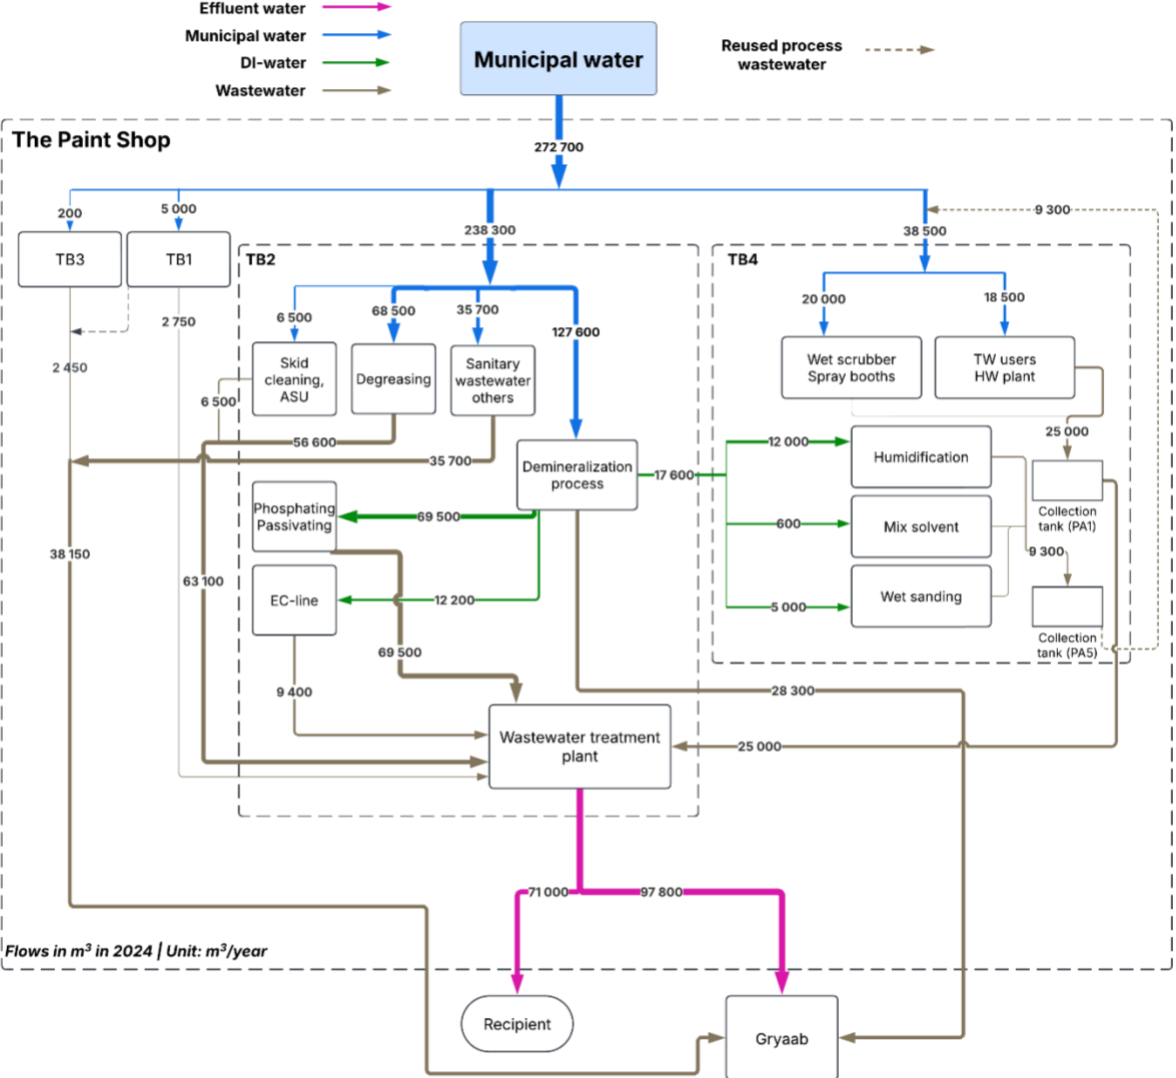 Effluent water
Municipal water
DI-water
Wastewater
Municipal water
Reused process
wastewater
The Paint Shop
272 700
200
5 000
238 300
9 300
38 500
TB3
TB1
TB2
TB4
2 750
2 450
6 500
68 500
35 700
127 600
20 000
18 500
Skid
cleaning,
ASU
Degreasing
Sanitary
wastewater
others
Wet scrubber
Spray booths
TW users
HW plant
6 500
56 600
35 700
25 000
Demineralization
process
17 600
12 000
Humidification
Collection
tank (PA1)
Phosphating
Passivating
69 500
600
Mix solvent
9 300
38 150
63 100
EC-line
12 200
5 000
Wet sanding
Collection
tank (PA5)
69 500
9 400
28 300
Wastewater treatment
plant
25 000
71 000
97 800
Flows in m³ in 2024 | Unit: m³/year
Recipient
Gryaab